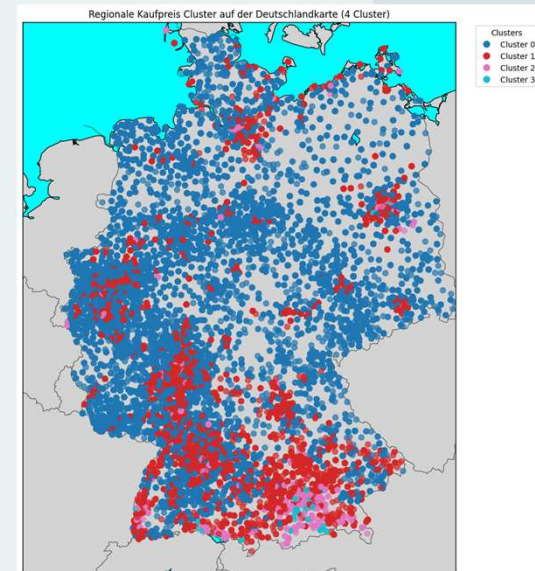 Regionale Kaufpreis Cluster auf der Deutschlandkarte (4 Cluster)
Clusters
Cluster 0
Cluster 1
Cluster 2
Cluster 3